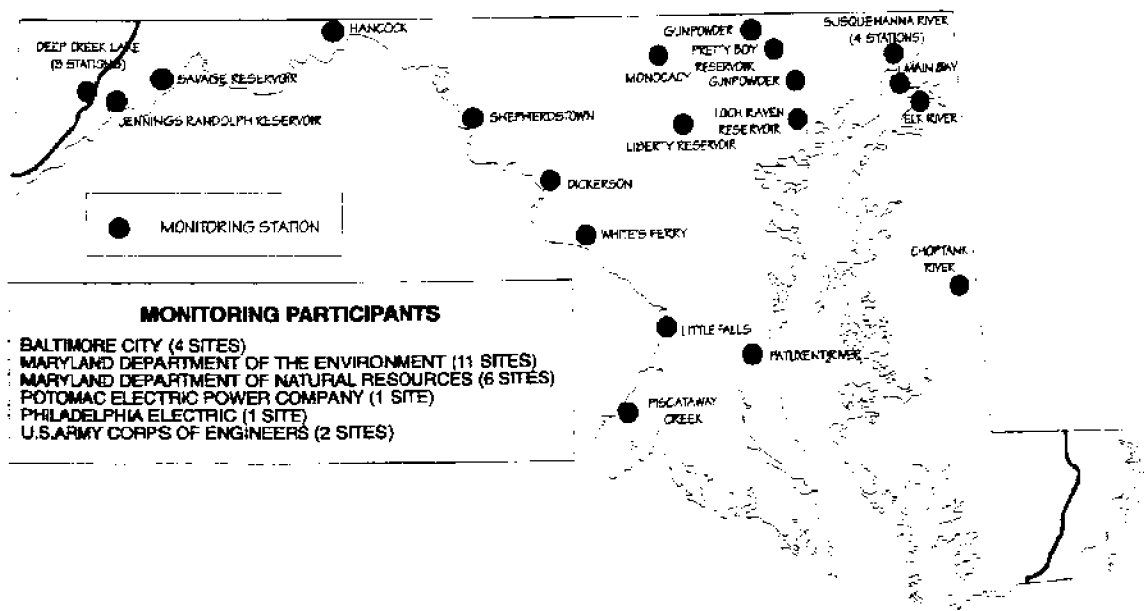 HANCOCK
DEEP CREEK LAKE
(3 STATIONS)
SAVAGE RESERVOIR
JENNINGS RANDOLPH RESERVOIR
GUNPOWDER
PRETTY BOY
RESERVOIR
MONOCACY
GUNPOWDER
SUSQUEHANNA RIVER
(4 STATIONS)
MAIN BAY
ELK RIVER
SHEPHERDSTOWN
LOCH RAVEN
RESERVOIR
LIBERTY RESERVOIR
DICKERSON
MONITORING STATION
WHITE'S FERRY
CHOPTANK
RIVER
LITTLE FALLS
PATUXENT RIVER
PISCATAWAY
CREEK
MONITORING PARTICIPANTS
BALTIMORE CITY (4 SITES)
MARYLAND DEPARTMENT OF THE ENVIRONMENT (11 SITES)
MARYLAND DEPARTMENT OF NATURAL RESOURCES (6 SITES)
POTOMAC ELECTRIC POWER COMPANY (1 SITE)
PHILADELPHIA ELECTRIC (1 SITE)
U.S.ARMY CORPS OF ENGINEERS (2 SITES)